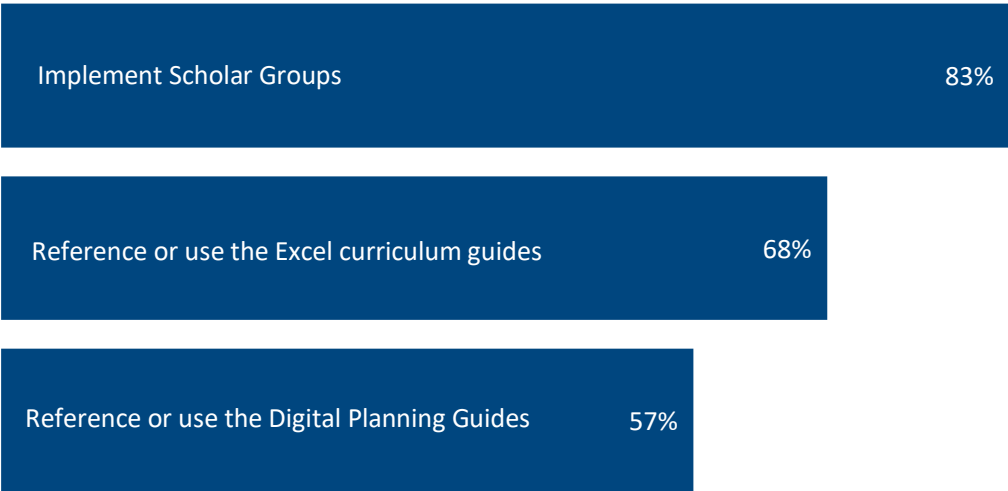 Implement Scholar Groups 83%
Reference or use the Excel curriculum guides 68%
Reference or use the Digital Planning Guides 57%